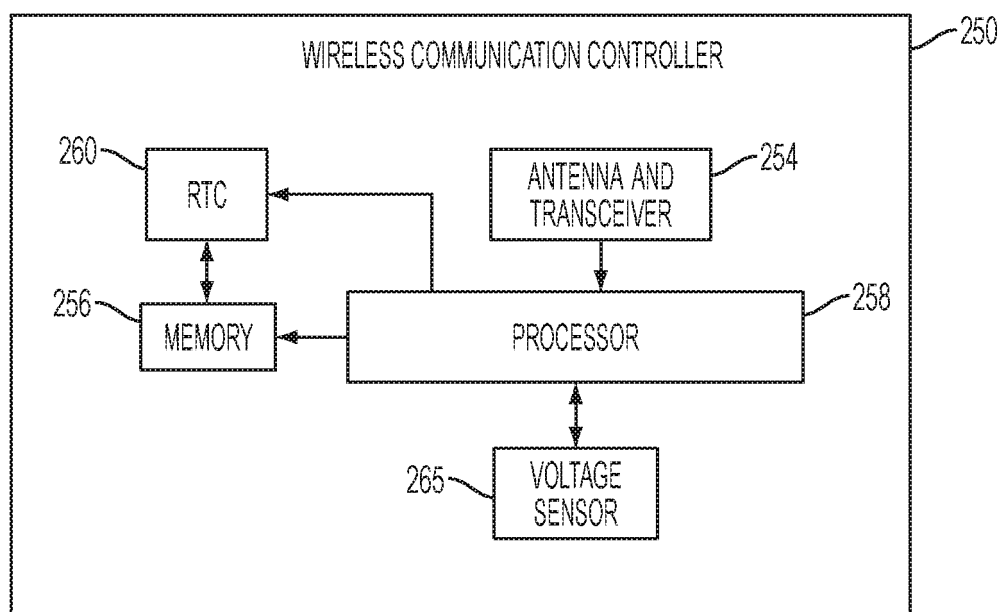 250
WIRELESS COMMUNICATION CONTROLLER
260
RTC
ANTENNA AND
TRANSCEIVER
254
256
MEMORY
PROCESSOR
258
265
VOLTAGE
SENSOR